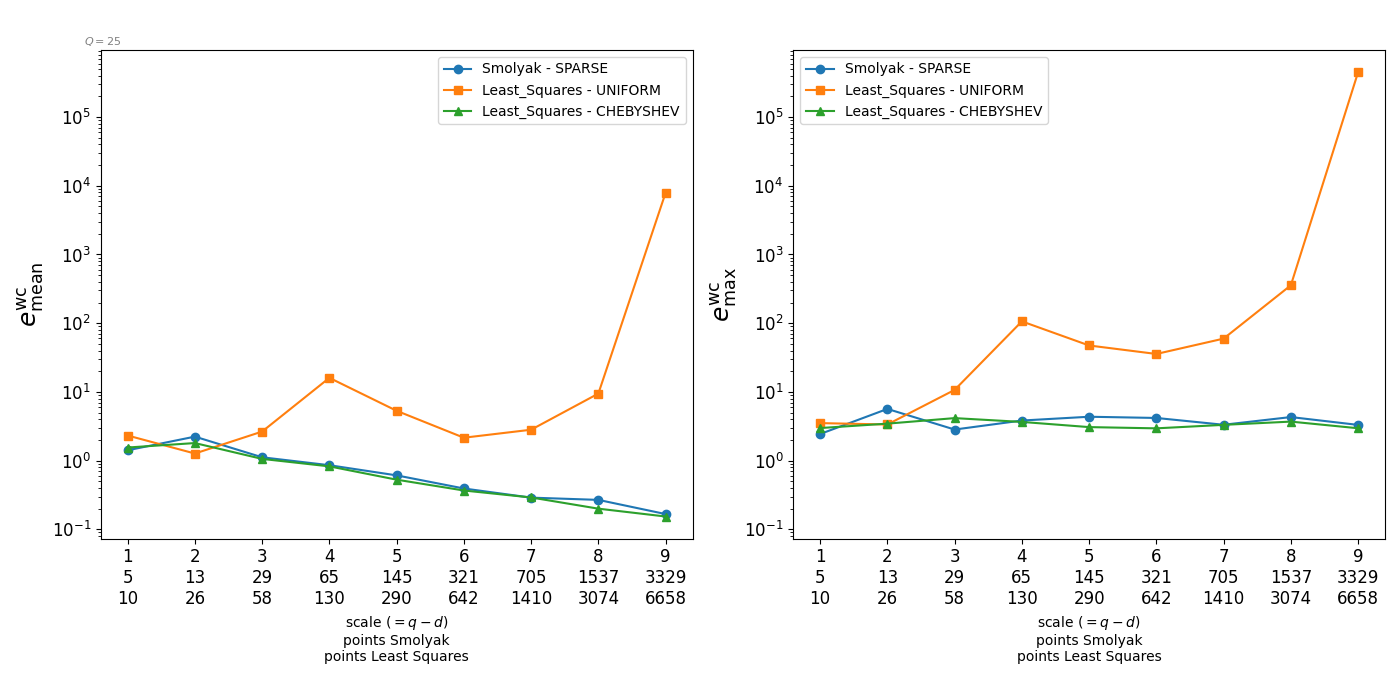 Q = 25
Smolyak - SPARSE
Least_Squares - UNIFORM
Least_Squares - CHEBYSHEV
10^5
10^4
10^3
10^2
10^1
10^0
10^−1
e^wc_mean
1 2 3 4 5 6 7 8 9
5 13 29 65 145 321 705 1537 3329
10 26 58 130 290 642 1410 3074 6658
scale (= q − d)
points Smolyak
points Least Squares
Smolyak - SPARSE
Least_Squares - UNIFORM
Least_Squares - CHEBYSHEV
10^5
10^4
10^3
10^2
10^1
10^0
10^−1
e^wc_max
1 2 3 4 5 6 7 8 9
5 13 29 65 145 321 705 1537 3329
10 26 58 130 290 642 1410 3074 6658
scale (= q − d)
points Smolyak
points Least Squares